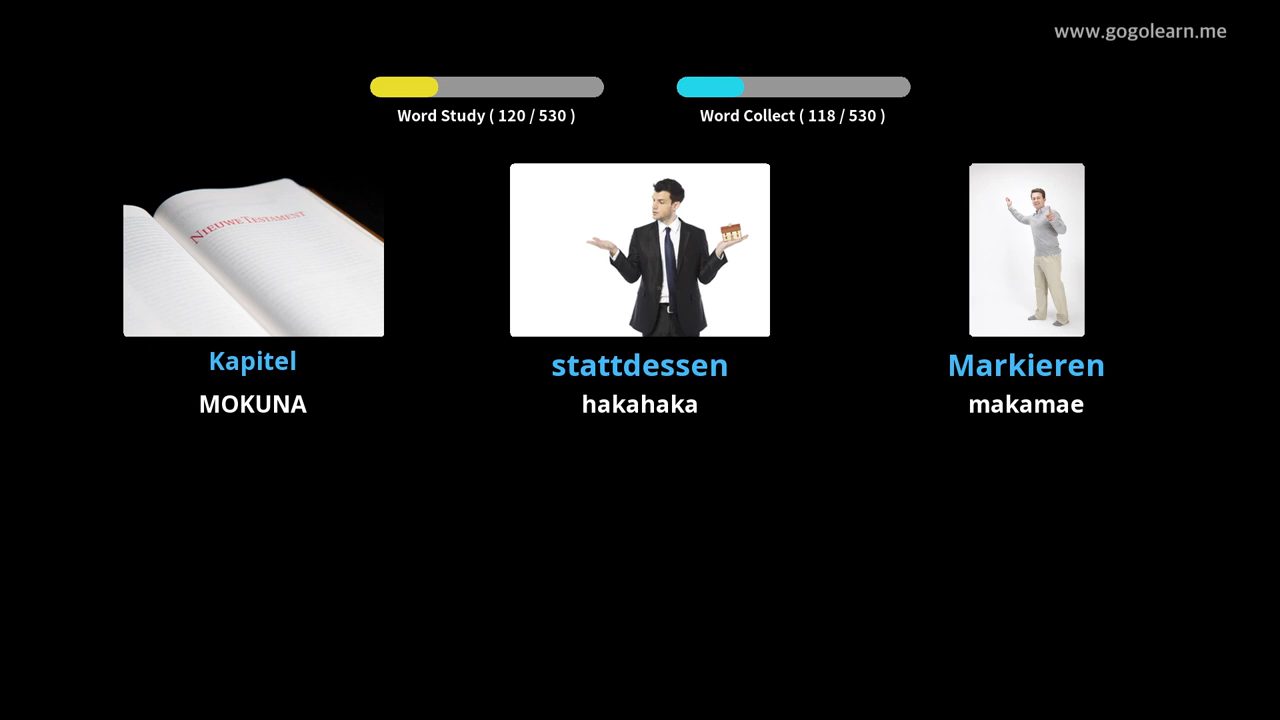 www.gogolearn.me
Word Study ( 120 / 530 )
Word Collect ( 118 / 530 )
NIEUWE TESTAMENT
Kapitel
stattdessen
Markieren
MOKUNA
hakahaka
makamae